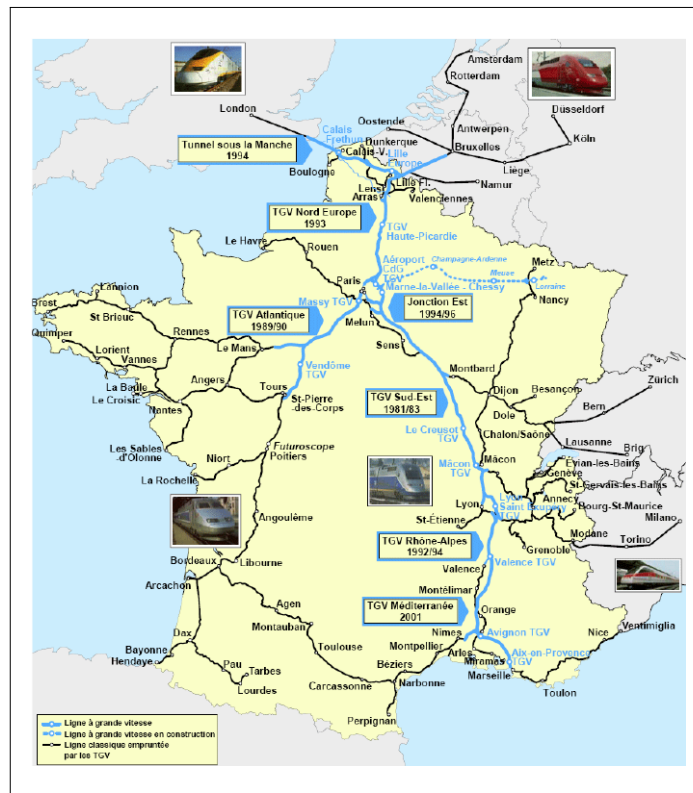 Amsterdam
Rotterdam
London
Oostende
Antwerpen
Düsseldorf
Köln
Tunnel sous la Manche
1994
Calais
Frethun
Dunkerque
Calais-V.
Lille
Europe
Bruxelles
Liège
Boulogne
Lens
Lille Fl.
Namur
Arras
Valenciennes
TGV Nord Europe
1993
TGV
Haute-Picardie
Le Havre
Rouen
Aéroport
CdG
TGV
Champagne-Ardenne
Metz
Paris
Marne-la-Vallée - Chessy
Meuse
Lorraine
Massy TGV
Jonction Est
1994/96
Nancy
Lannion
Brest
St Brieuc
TGV Atlantique
1989/90
Melun
Quimper
Rennes
Sens
Lorient
Vannes
Le Mans
Vendôme
TGV
Montbard
Zürich
La Baule
Le Croisic
Angers
Tours
St-Pierre
-des-Corps
TGV Sud-Est
1981/83
Dijon
Besançon
Nantes
Dole
Bern
Les Sables
-d'Olonne
Niort
Futuroscope
Poitiers
Le Creusot
TGV
Chalon/Saône
Lausanne
Brig
La Rochelle
Mâcon
TGV
Mâcon
Évian-les-Bains
Genève
St-Gervais-les-Bains
Lyon
Lyon
Saint Exupéry
TGV
Annecy
Bourg-St-Maurice
Milano
Angoulême
St-Étienne
Modane
Torino
Bordeaux
Libourne
TGV Rhône-Alpes
1992/94
Grenoble
Valence
Valence TGV
Arcachon
Montélimar
Agen
TGV Méditerranée
2001
Orange
Dax
Montauban
Nîmes
Avignon TGV
Nice
Ventimiglia
Bayonne
Hendaye
Toulouse
Montpellier
Arles
Miramas
Aix-en-Provence
TGV
Pau
Tarbes
Lourdes
Béziers
Marseille
Carcassonne
Narbonne
Toulon
Perpignan
Ligne à grande vitesse
Ligne à grande vitesse en construction
Ligne classique empruntée
par les TGV